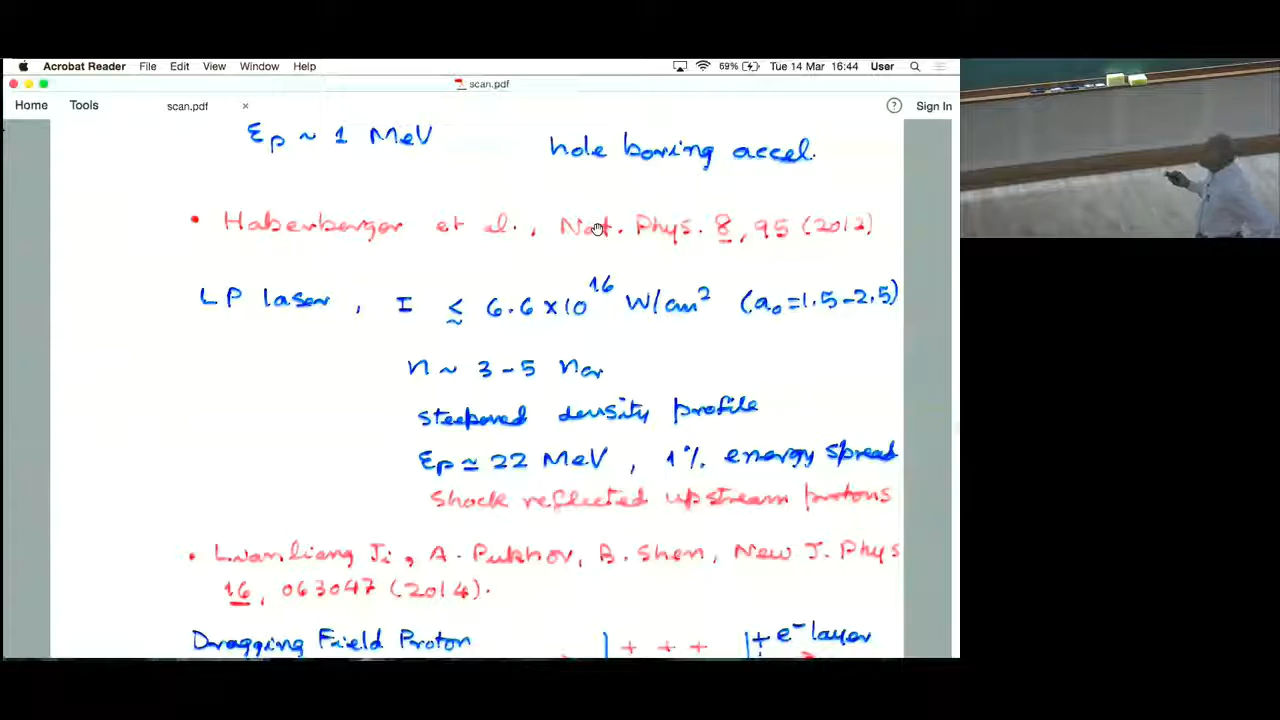 Acrobat Reader File Edit View Window Help 69% Tue 14 Mar 16:44 User
scan.pdf
Home Tools scan.pdf × ? Sign In
Ep ~ 1 MeV hole boring accel.
• Haberberger et al., Nat. Phys. 8, 95 (2012)
LP laser, I ≲ 6.6 × 10^16 W/cm² (a₀=1.5-2.5)
n ~ 3-5 ncr
steepened density profile
Ep ≃ 22 MeV, 1% energy spread
shock reflected upstream protons
• Liangliang Ji, A. Pukhov, B. Shen, New J. Phys
16, 063047 (2014).
Dragging Field Proton + + + + e⁻ layer